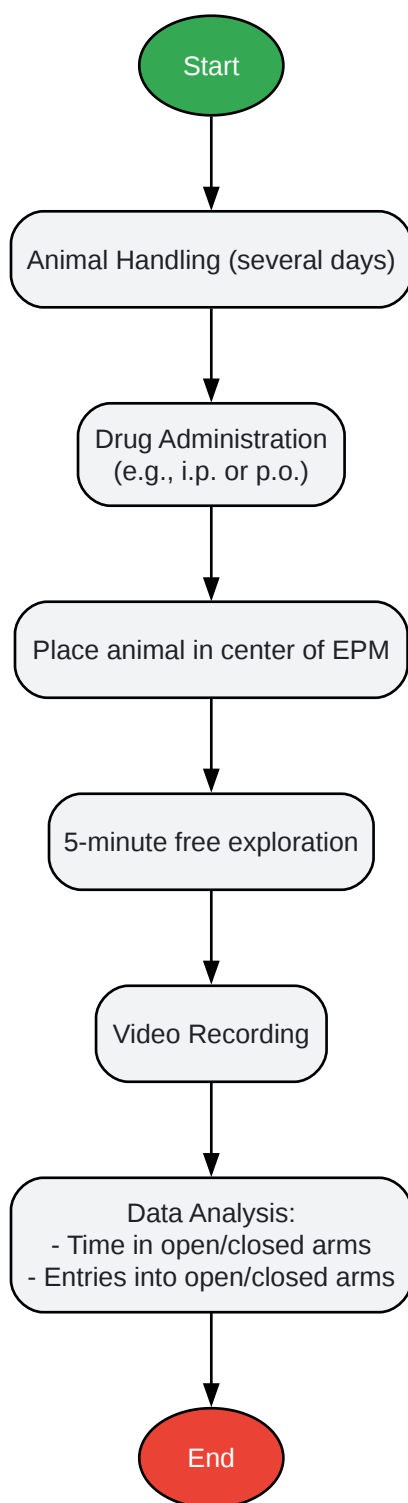 Start
Animal Handling (several days)
Drug Administration
(e.g., i.p. or p.o.)
Place animal in center of EPM
5-minute free exploration
Video Recording
Data Analysis:
- Time in open/closed arms
- Entries into open/closed arms
End